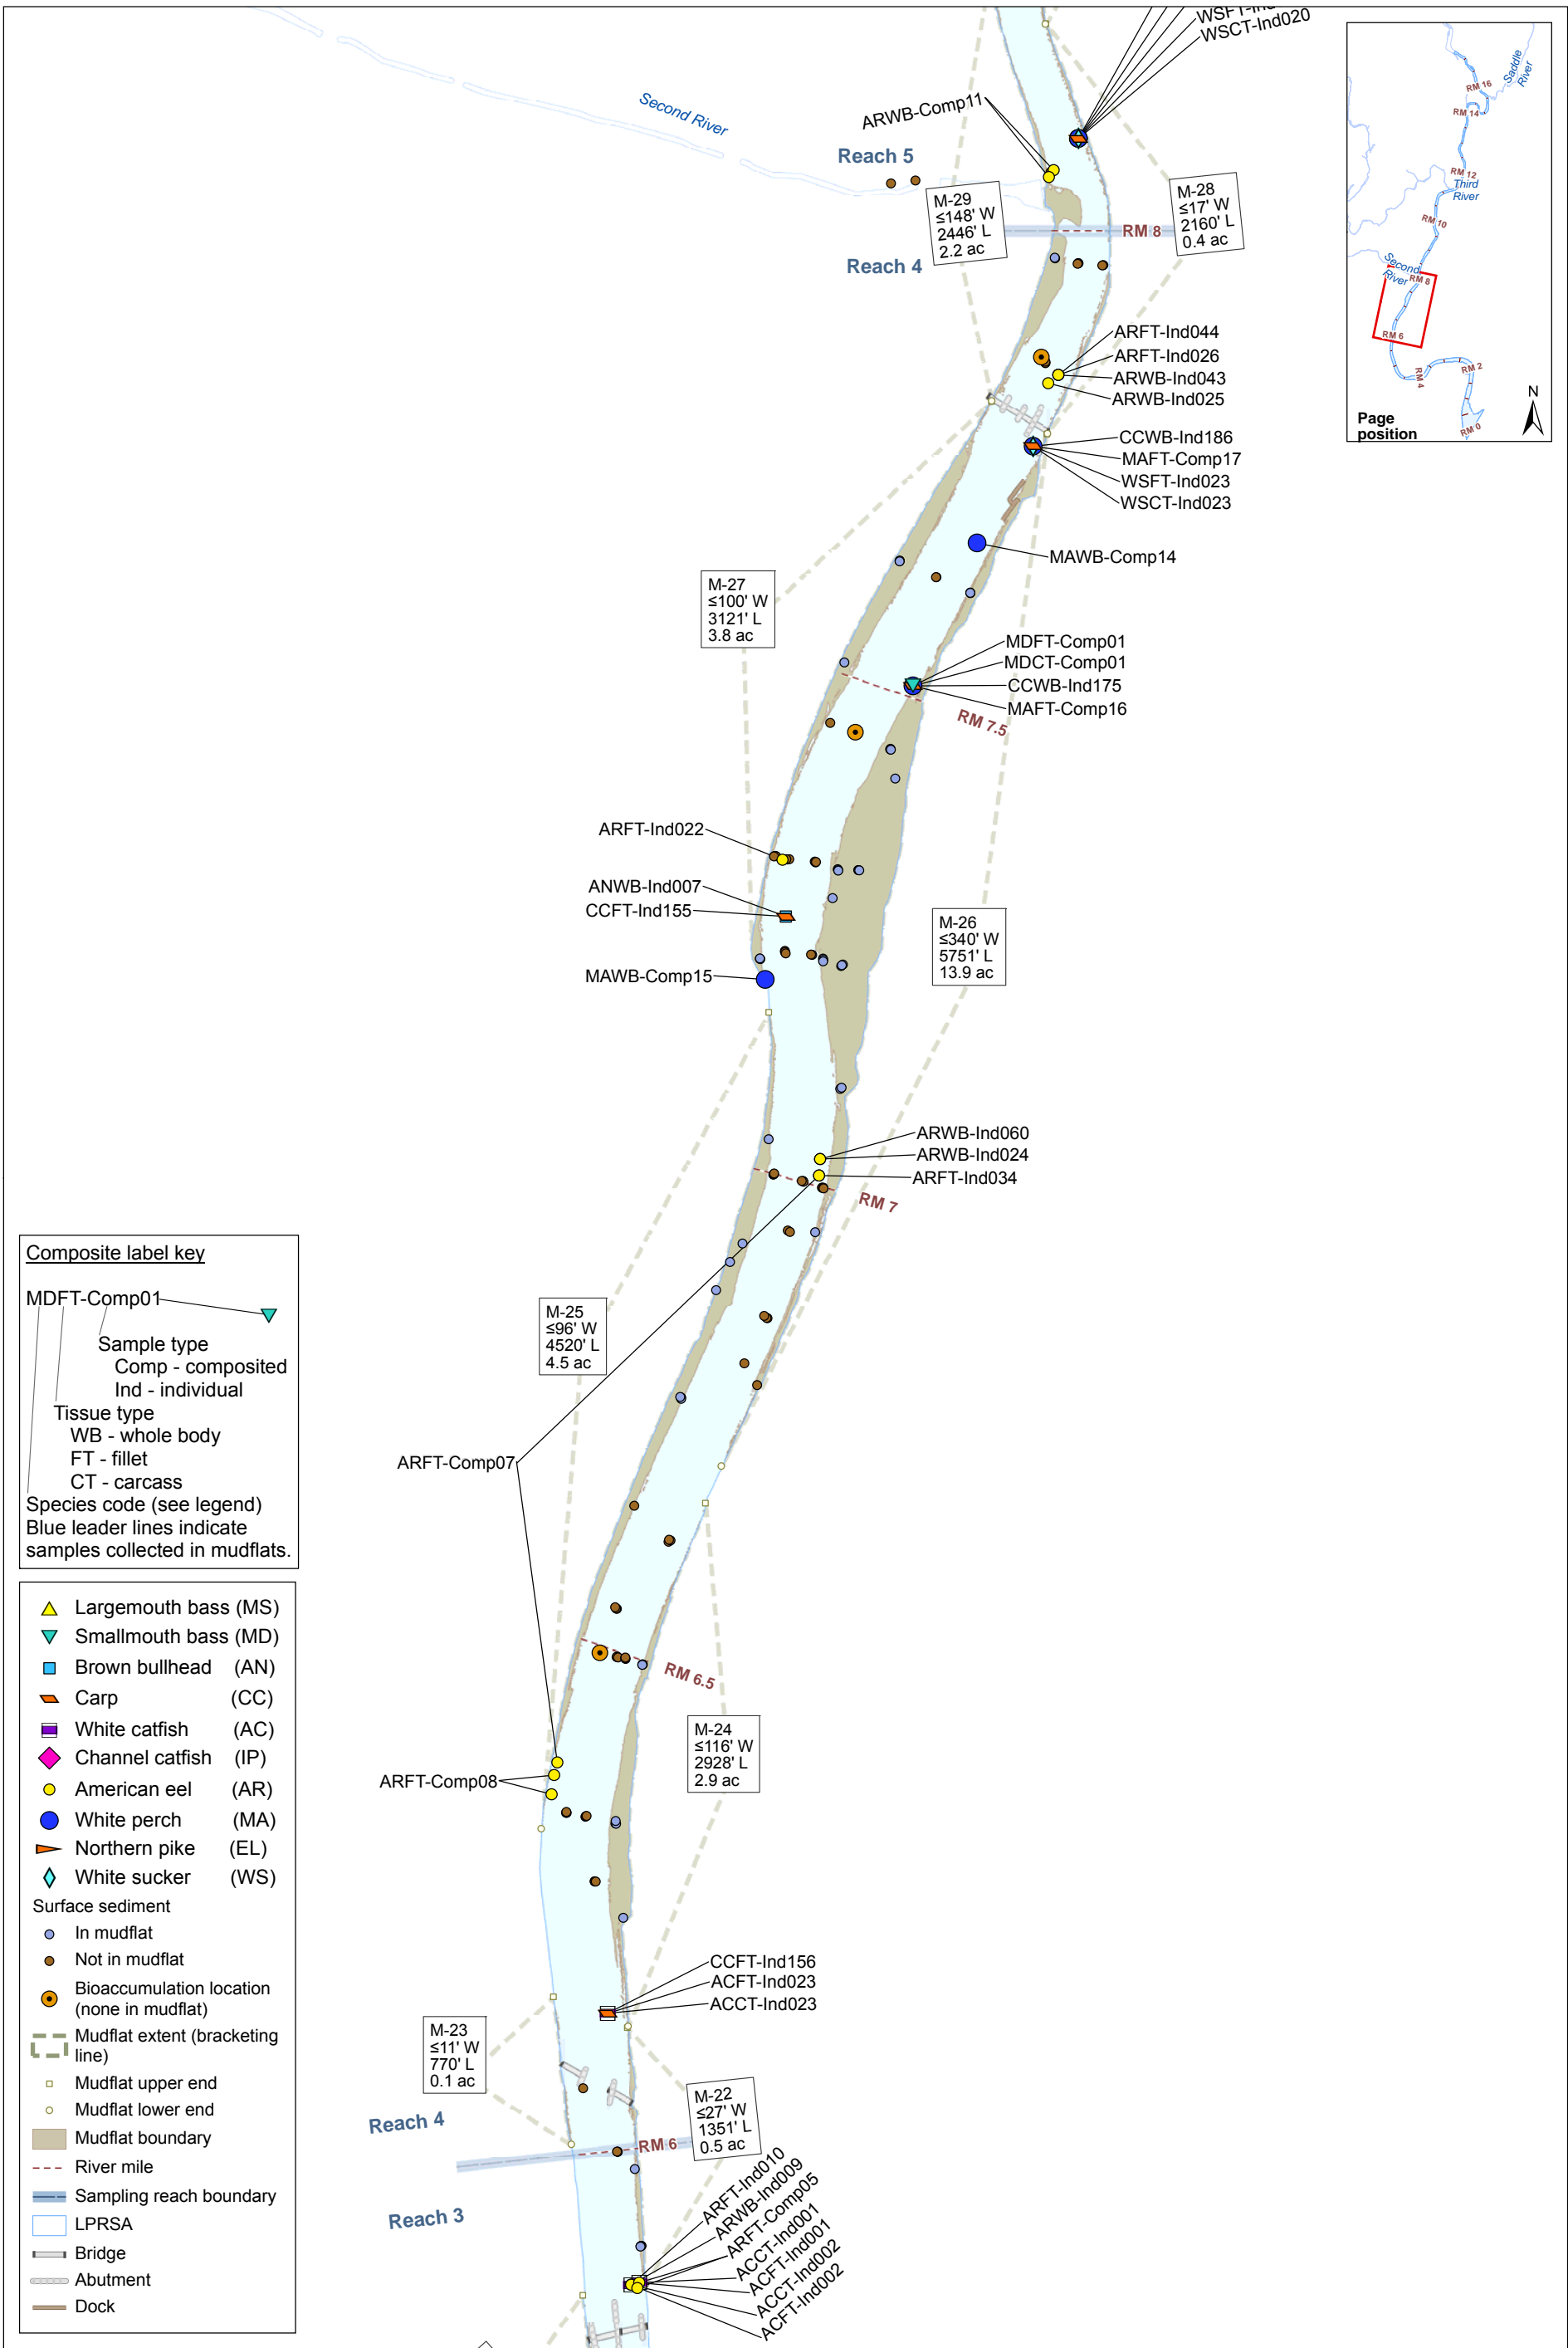 WSCT-Ind020
Second River
ARWB-Comp11
Reach 5
M-29
≤148' W
2446' L
2.2 ac
M-28
≤17' W
2160' L
0.4 ac
RM 8
Reach 4
ARFT-Ind044
ARFT-Ind026
ARWB-Ind043
ARWB-Ind025
CCWB-Ind186
MAFT-Comp17
WSFT-Ind023
WSCT-Ind023
MAWB-Comp14
M-27
≤100' W
3121' L
3.8 ac
MDFT-Comp01
MDCT-Comp01
CCWB-Ind175
MAFT-Comp16
RM 7.5
ARFT-Ind022
ANWB-Ind007
CCFT-Ind155
MAWB-Comp15
M-26
≤340' W
5751' L
13.9 ac
ARWB-Ind060
ARWB-Ind024
ARFT-Ind034
RM 7
M-25
≤96' W
4520' L
4.5 ac
ARFT-Comp07
RM 6.5
M-24
≤116' W
2928' L
2.9 ac
ARFT-Comp08
CCFT-Ind156
ACFT-Ind023
ACCT-Ind023
M-23
≤11' W
770' L
0.1 ac
M-22
≤27' W
1351' L
0.5 ac
Reach 4
RM 6
Reach 3
ARFT-Ind010
ARWB-Ind009
ARFT-Comp05
ACCT-Ind001
ACFT-Ind001
ACCT-Ind002
ACFT-Ind002
Saddle
River
RM 16
RM 14
RM 12
Third
River
RM 10
Second
River
RM 8
RM 6
RM 4
RM 2
RM 0
N
Page
position
Composite label key
MDFT-Comp01
Sample type
Comp - composited
Ind - individual
Tissue type
WB - whole body
FT - fillet
CT - carcass
Species code (see legend)
Blue leader lines indicate
samples collected in mudflats.
Largemouth bass (MS)
Smallmouth bass (MD)
Brown bullhead (AN)
Carp (CC)
White catfish (AC)
Channel catfish (IP)
American eel (AR)
White perch (MA)
Northern pike (EL)
White sucker (WS)
Surface sediment
In mudflat
Not in mudflat
Bioaccumulation location
(none in mudflat)
Mudflat extent (bracketing
line)
Mudflat upper end
Mudflat lower end
Mudflat boundary
River mile
Sampling reach boundary
LPRSA
Bridge
Abutment
Dock